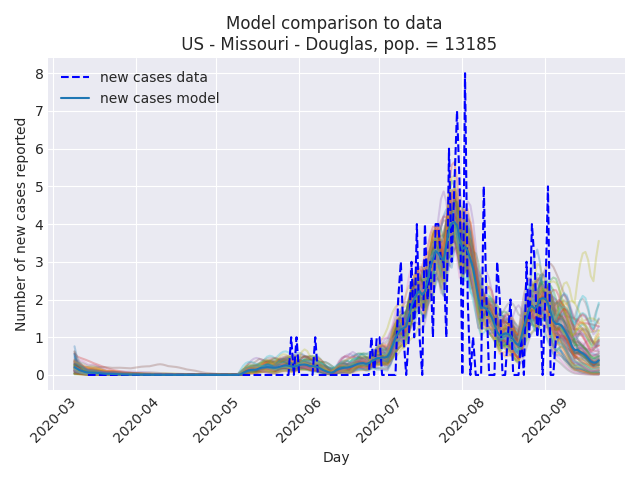 Model comparison to data
US - Missouri - Douglas, pop. = 13185
new cases data
new cases model
Number of new cases reported
8
7
6
5
4
3
2
1
0
2020-03
2020-04
2020-05
2020-06
2020-07
2020-08
2020-09
Day